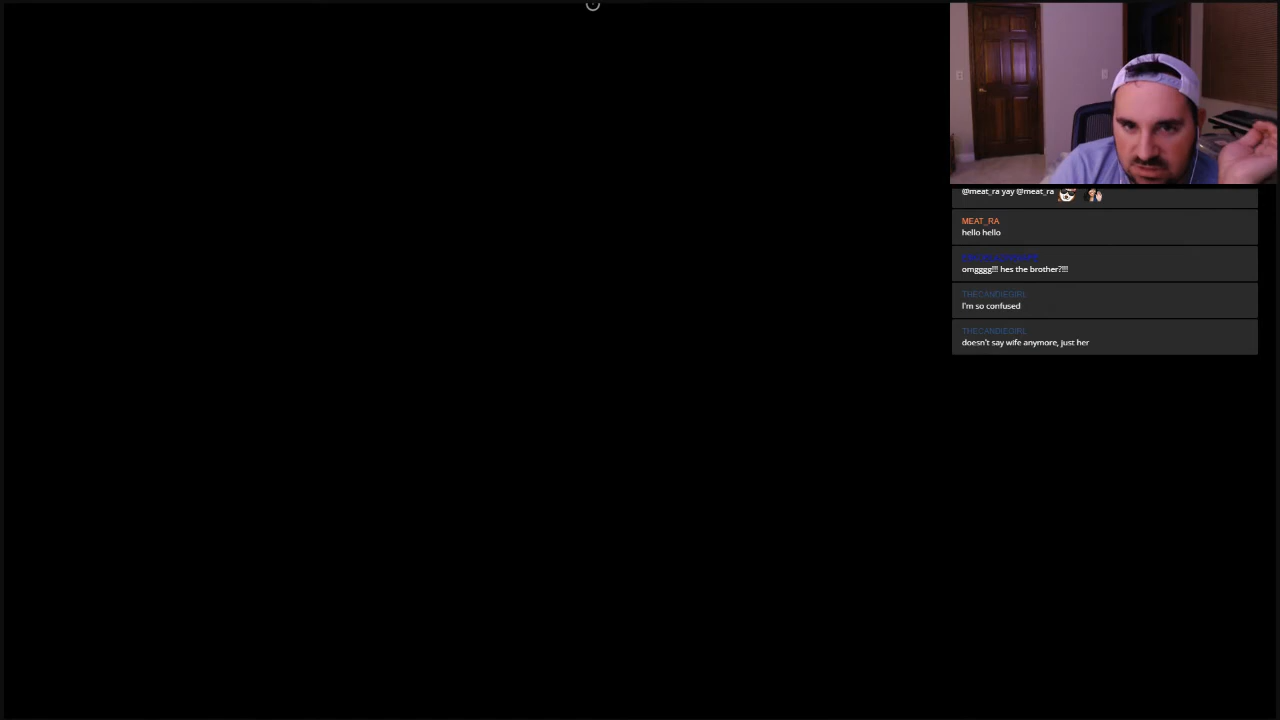 @meat_ra yay @meat_ra
MEAT_RA
hello hello
omgggg!!! hes the brother?!!!
THECANDIEGIRL
I'm so confused
THECANDIEGIRL
doesn't say wife anymore, just her